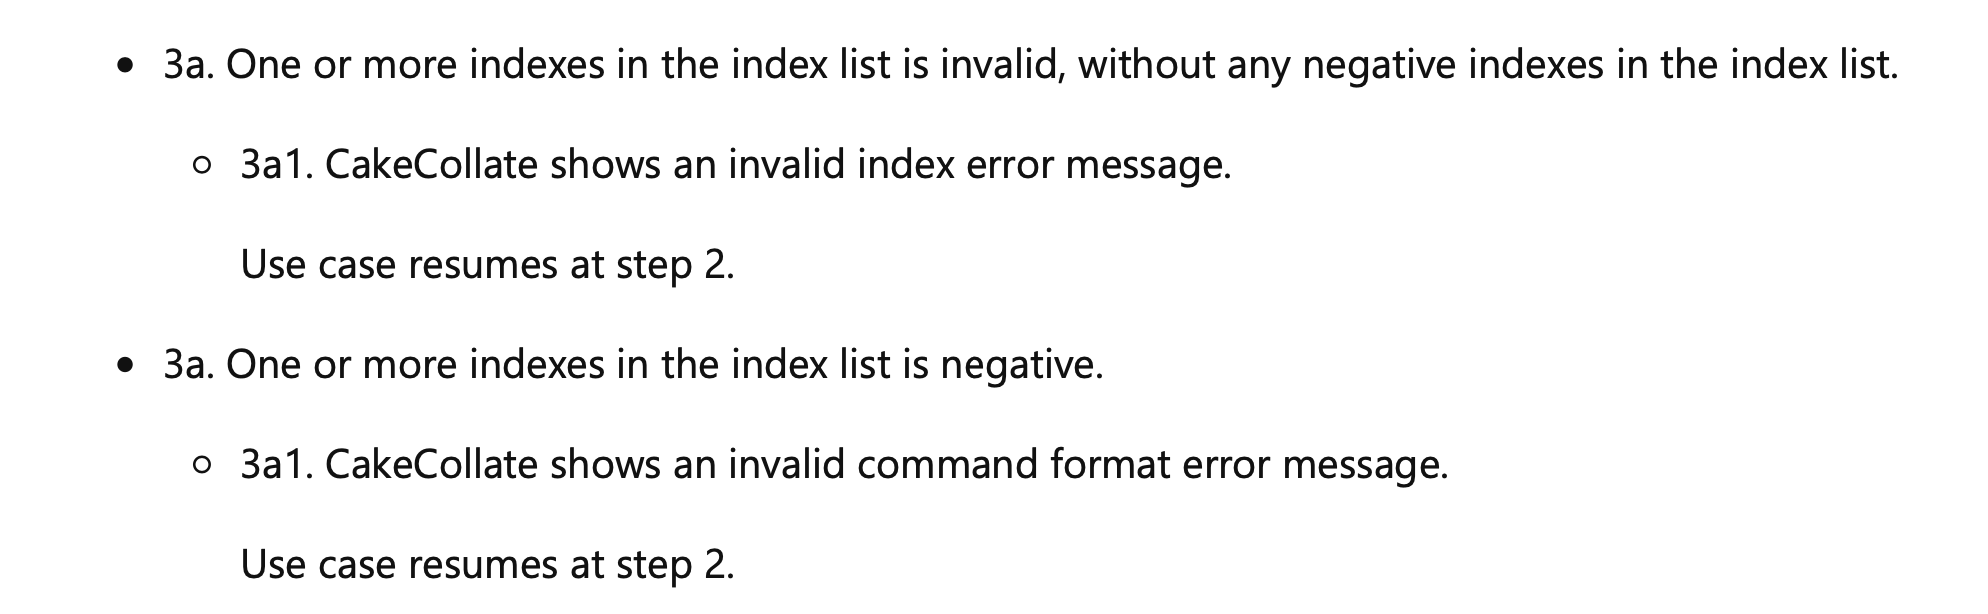 • 3a. One or more indexes in the index list is invalid, without any negative indexes in the index list.
○ 3a1. CakeCollate shows an invalid index error message.
Use case resumes at step 2.
• 3a. One or more indexes in the index list is negative.
○ 3a1. CakeCollate shows an invalid command format error message.
Use case resumes at step 2.